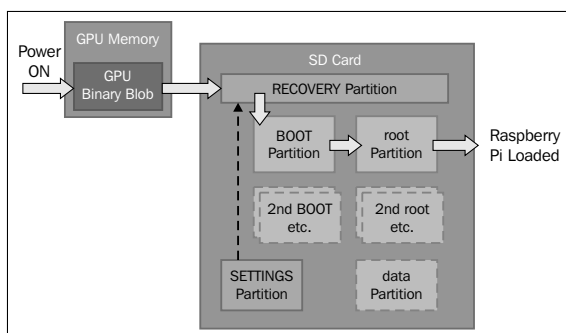 Power
ON
GPU Memory
GPU
Binary Blob
SD Card
RECOVERY Partition
BOOT
Partition
root
Partition
Raspberry
Pi Loaded
2nd BOOT
etc.
2nd root
etc.
SETTINGS
Partition
data
Partition